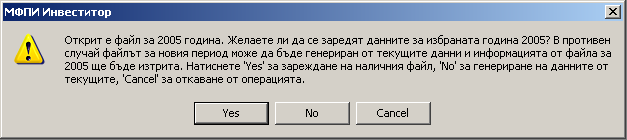 МФПИ Инвеститор
Открит е файл за 2005 година. Желаете ли да се заредят данните за избраната година 2005? В противен
случай файлът за новия период може да бъде генериран от текущите данни и информацията от файла за
2005 ще бъде изтрита. Натиснете 'Yes' за зареждане на наличния файл, 'No' за генериране на данните от
текущите, 'Cancel' за откаване от операцията.
Yes
No
Cancel